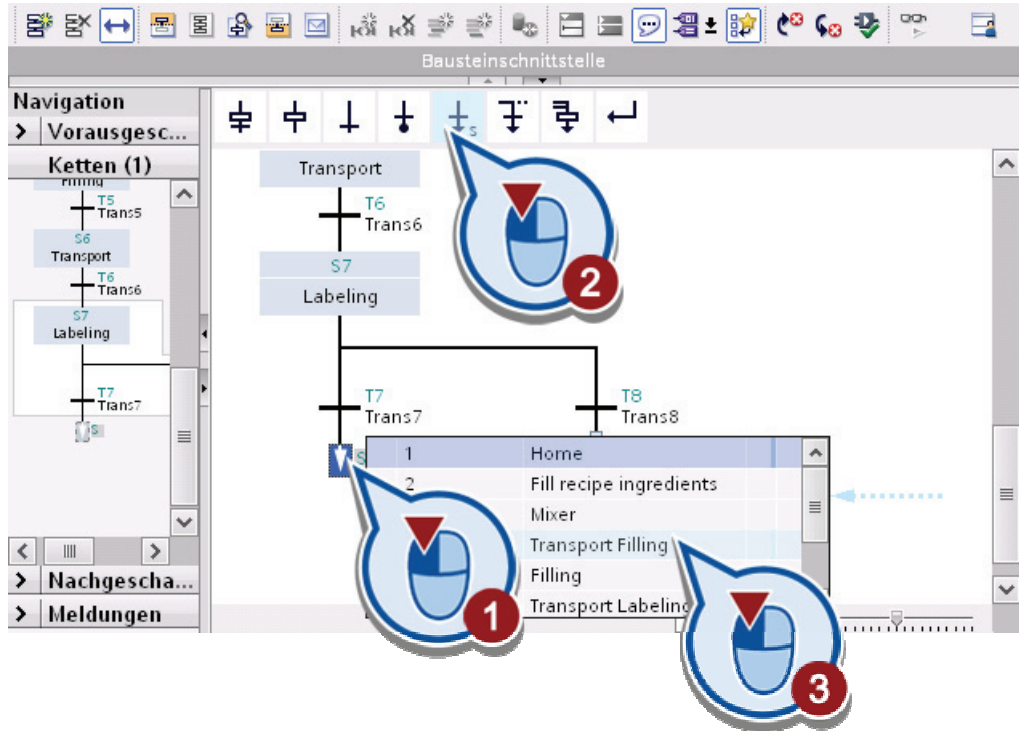 Bausteinschnittstelle
Navigation
Vorausgesc...
Ketten (1)
Filling
T5
Trans5
S6
Transport
T6
Trans6
S7
Labeling
T7
Trans7
S
Nachgescha...
Meldungen
S
Transport
T6
Trans6
S7
Labeling
T7
Trans7
T8
Trans8
S
1 Home
2 Fill recipe ingredients
Mixer
Transport Filling
Filling
Transport Labeling
1
2
3